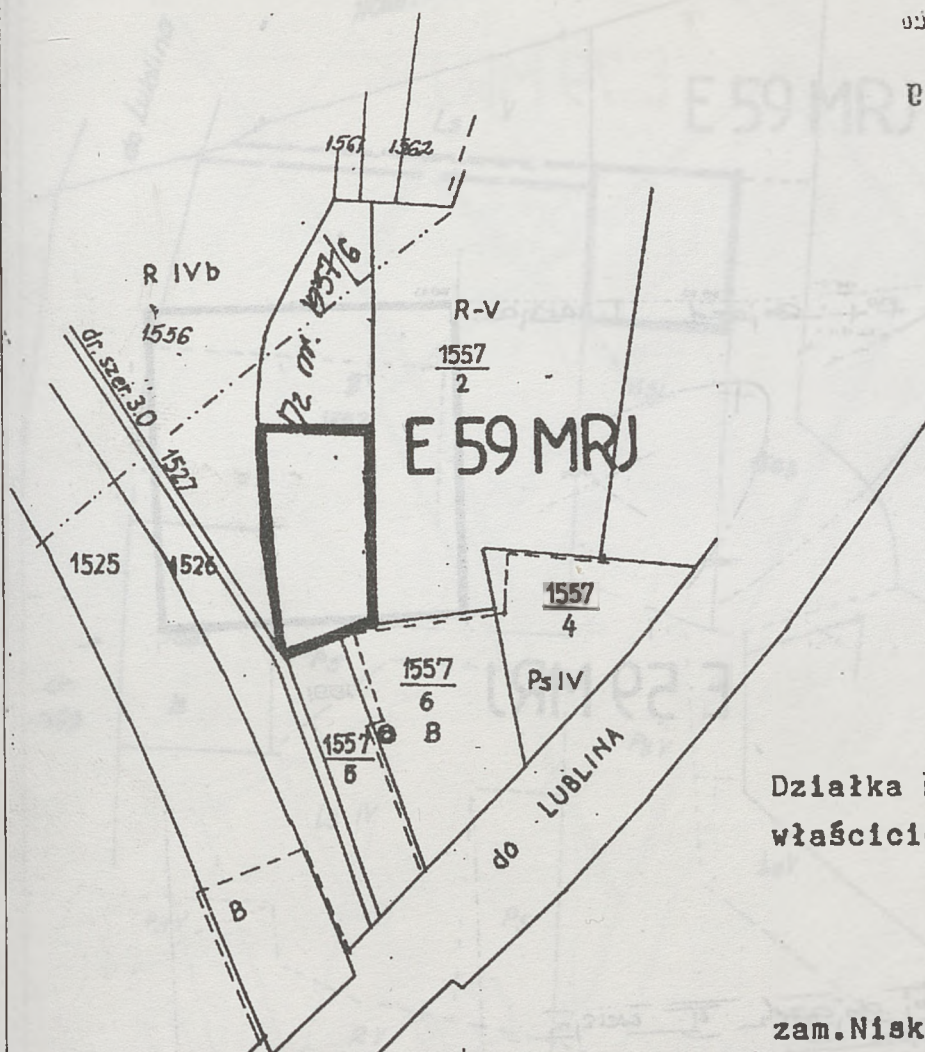 1561 1562
R IVb
1556
R-V
1557
2
dr. szer. 3.0
E 59 MRJ
1527
1525
1526
1557
4
1557
6
Ps IV
B
1557
5
do LUBLINA
B
Działka
właścici
zam.Nisk